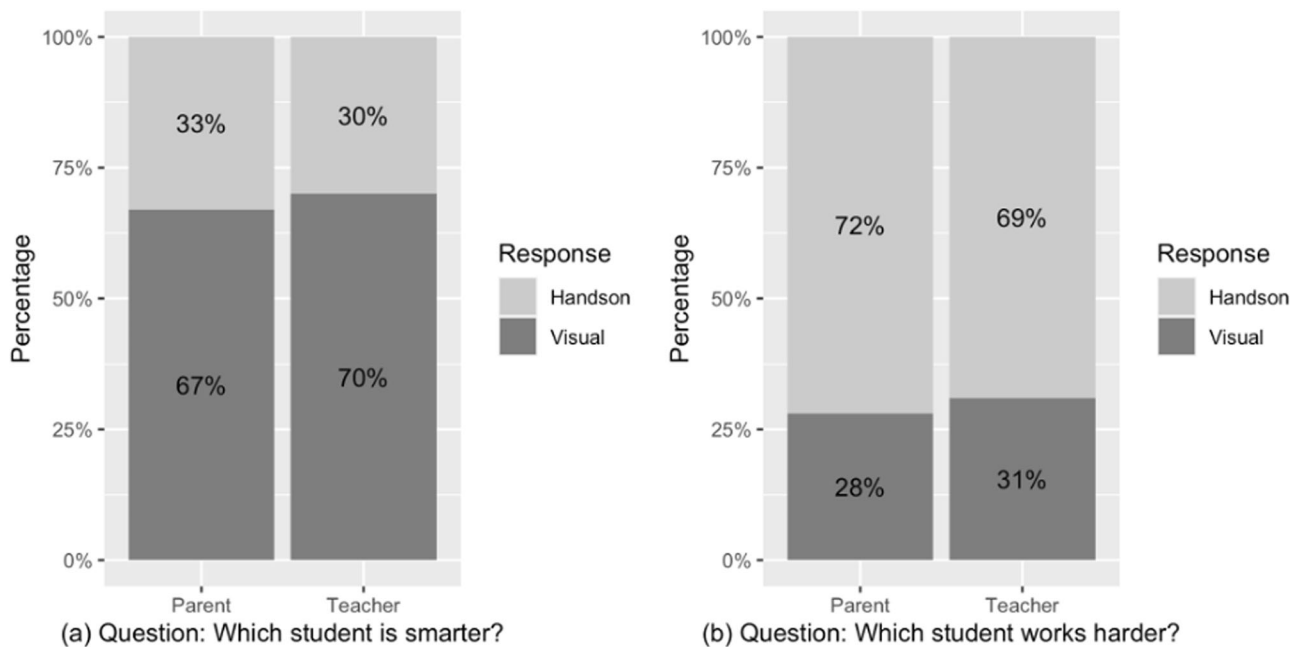 100%
75%
50%
25%
0%
Percentage
33%
30%
67%
70%
Parent
Teacher
Response
Handson
Visual
(a) Question: Which student is smarter?
100%
75%
50%
25%
0%
Percentage
72%
69%
28%
31%
Parent
Teacher
Response
Handson
Visual
(b) Question: Which student works harder?